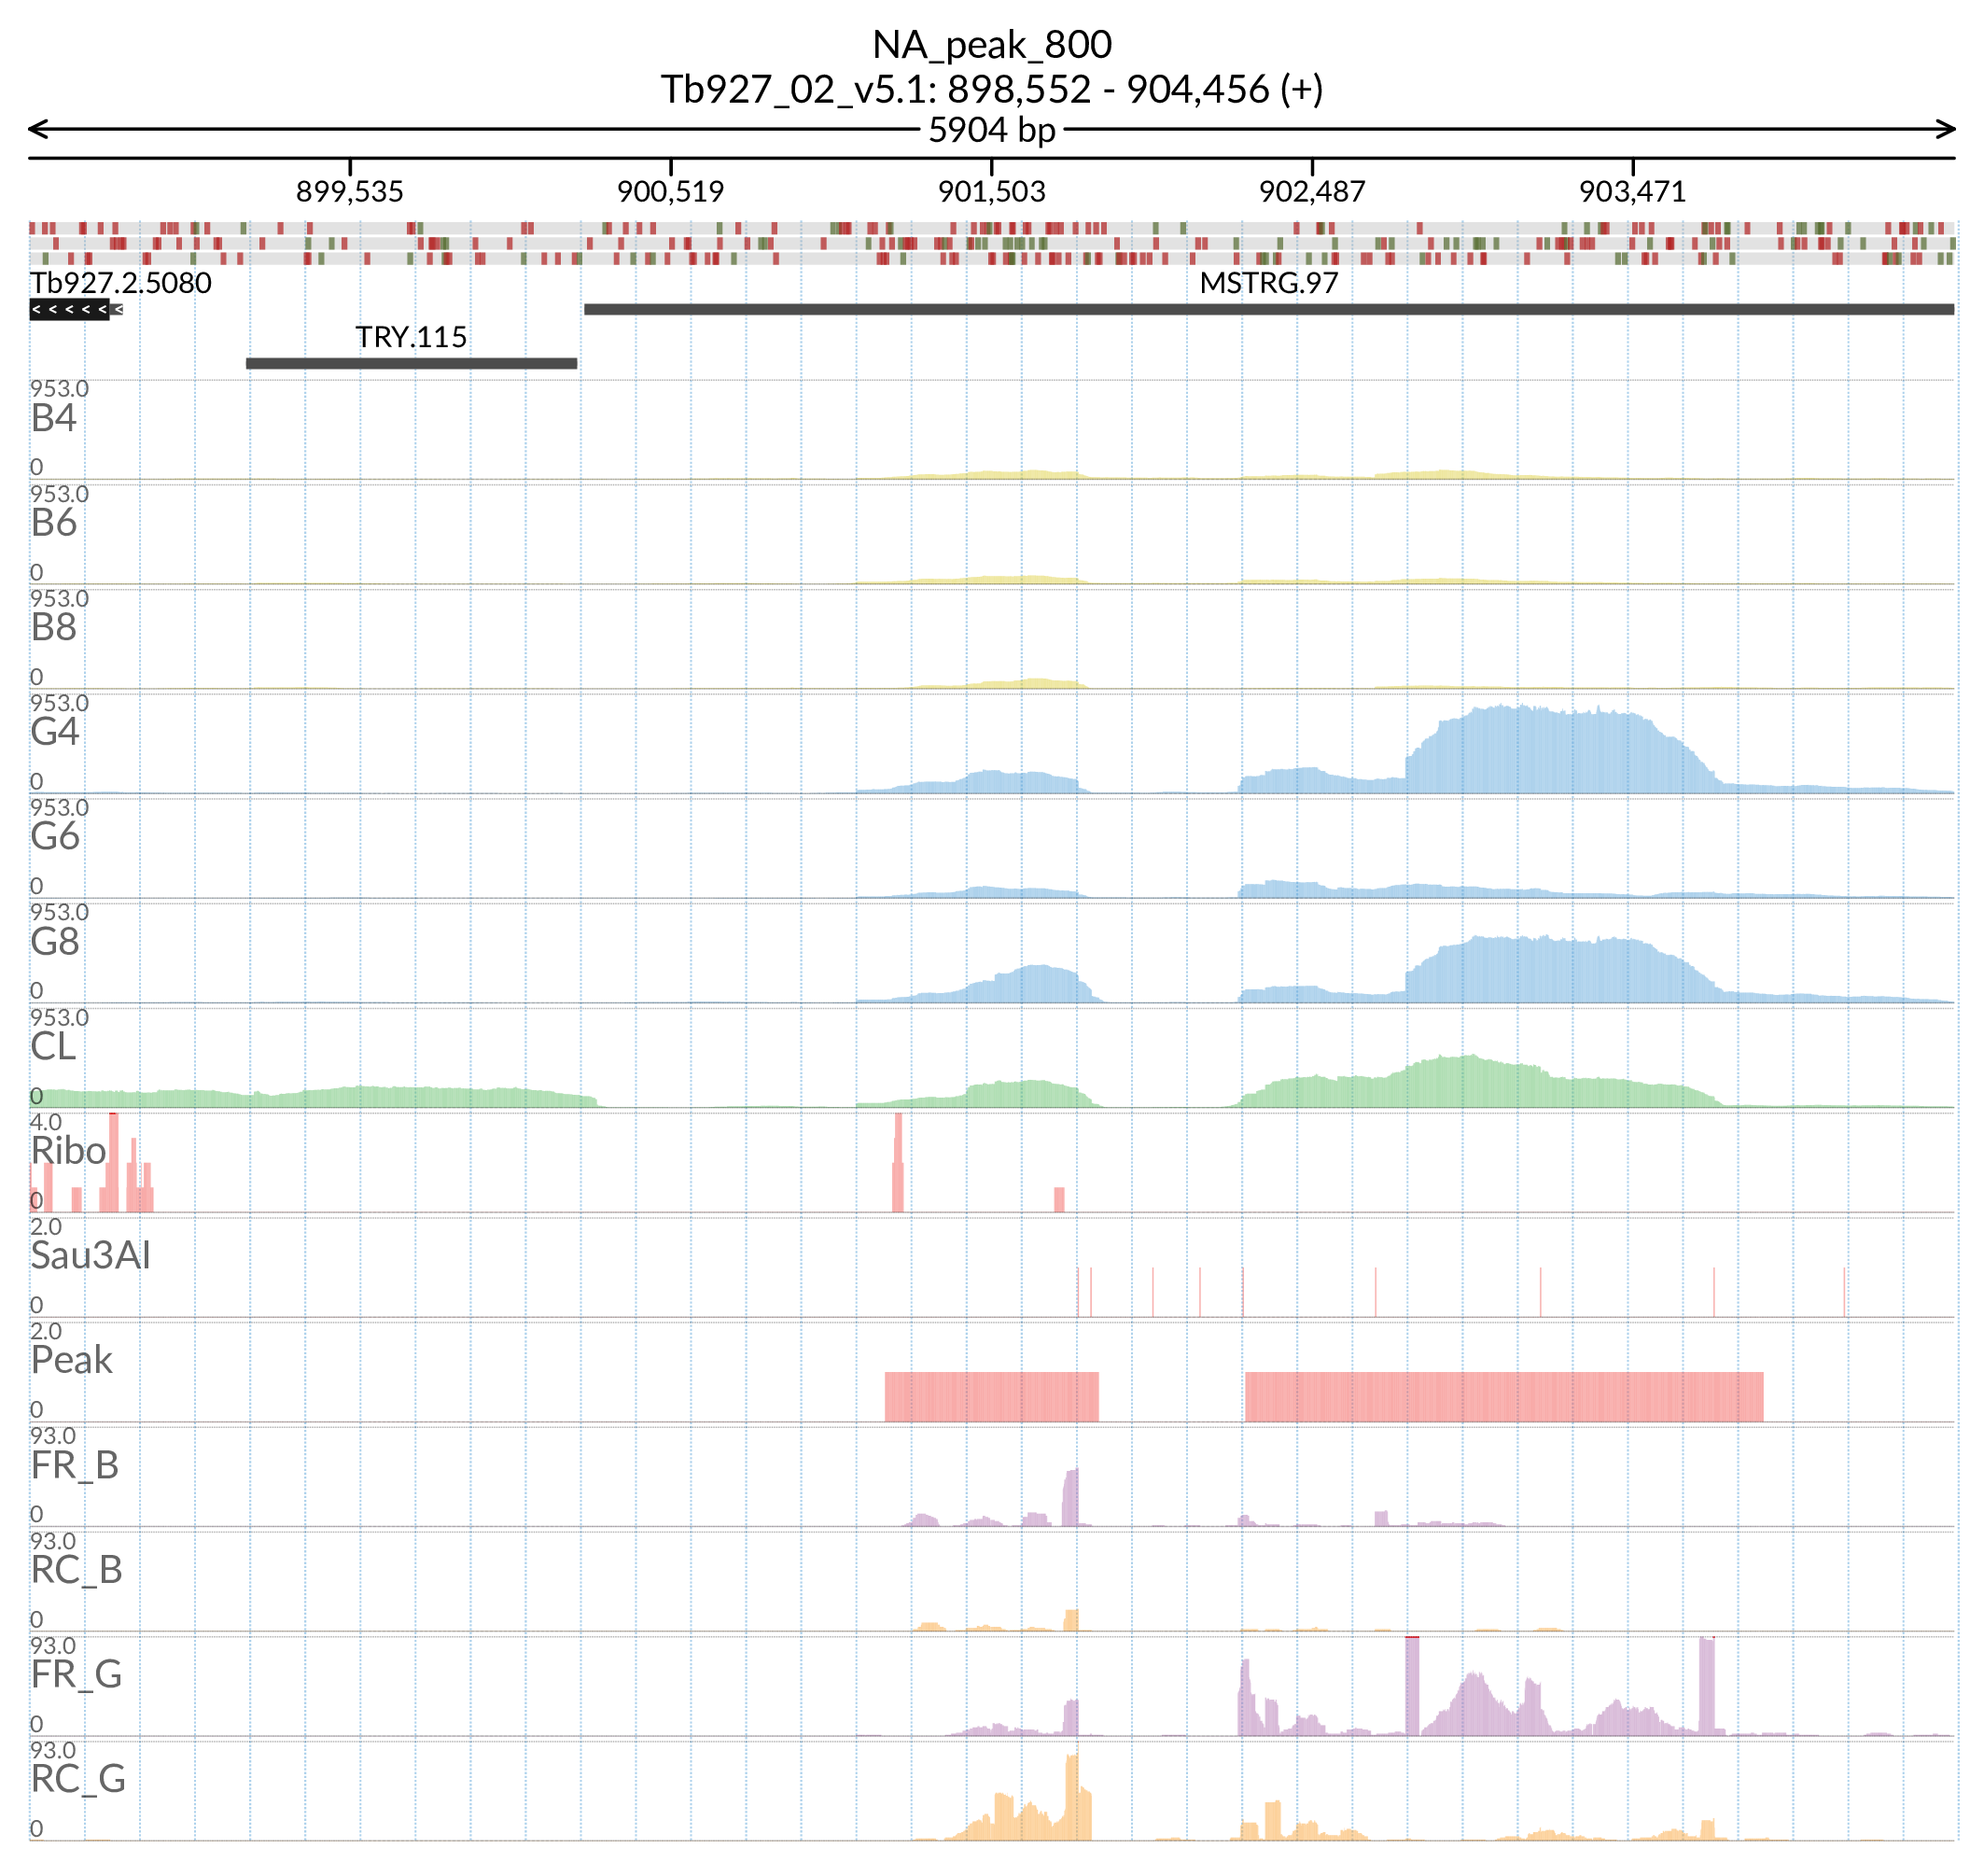 NA_peak_800
Tb927_02_v5.1: 898,552 - 904,456 (+)
5904 bp
899,535 900,519 901,503 902,487 903,471
Tb927.2.5080 MSTRG.97
< < < < < <
TRY.115
953.0
B4
0
953.0
B6
0
953.0
B8
0
953.0
G4
0
953.0
G6
0
953.0
G8
0
953.0
CL
0
4.0
Ribo
0
2.0
Sau3AI
0
2.0
Peak
0
93.0
FR_B
0
93.0
RC_B
0
93.0
FR_G
0
93.0
RC_G
0